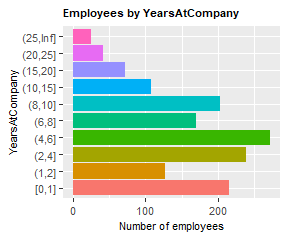 Employees by YearsAtCompany
YearsAtCompany
(25,Inf]
(20,25]
(15,20]
(10,15]
(8,10]
(6,8]
(4,6]
(2,4]
(1,2]
[0,1]
0 100 200
Number of employees